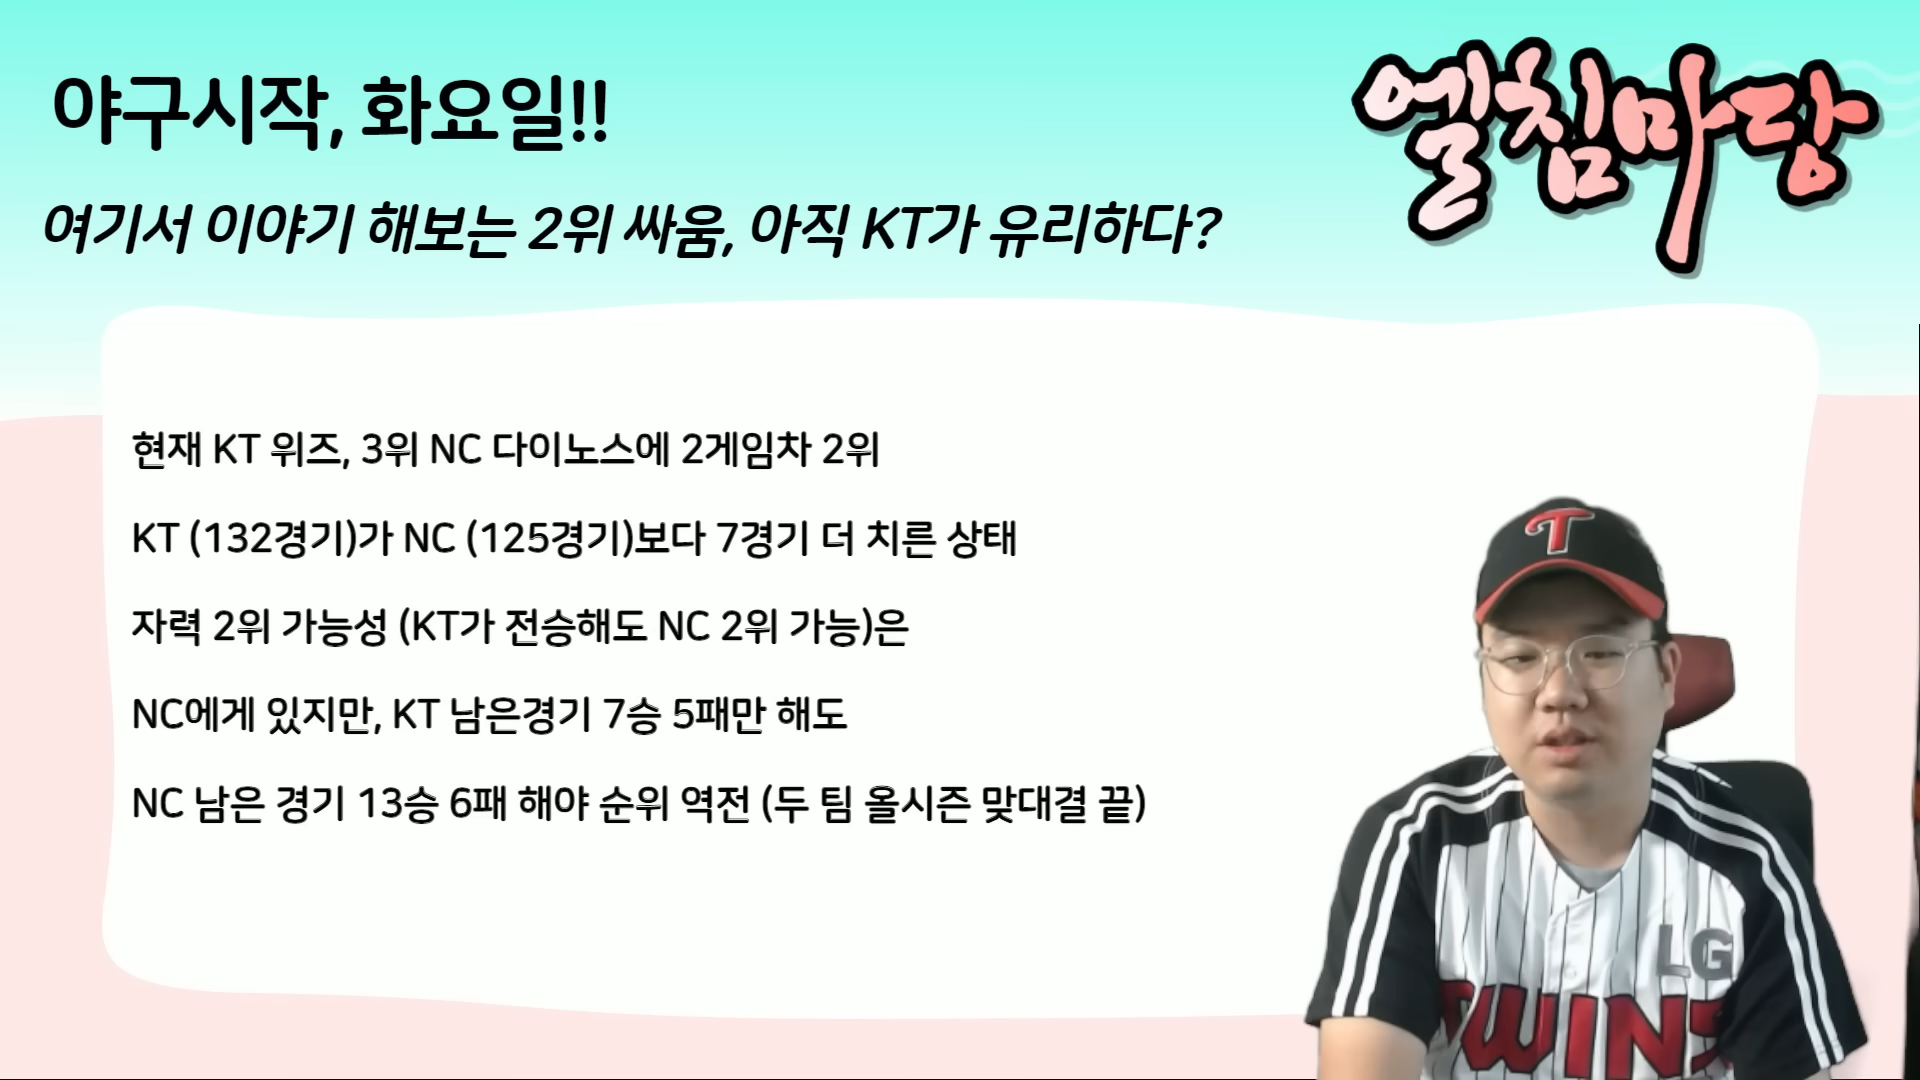 야구시작, 화요일!!
엘침마당
여기서 이야기 해보는 2위 싸움, 아직 KT가 유리하다?
현재 KT 위즈, 3위 NC 다이노스에 2게임차 2위
KT (132경기)가 NC (125경기)보다 7경기 더 치른 상태
자력 2위 가능성 (KT가 전승해도 NC 2위 가능)은
NC에게 있지만, KT 남은경기 7승 5패만 해도
NC 남은 경기 13승 6패 해야 순위 역전 (두 팀 올시즌 맞대결 끝)
T
LG
TWINS